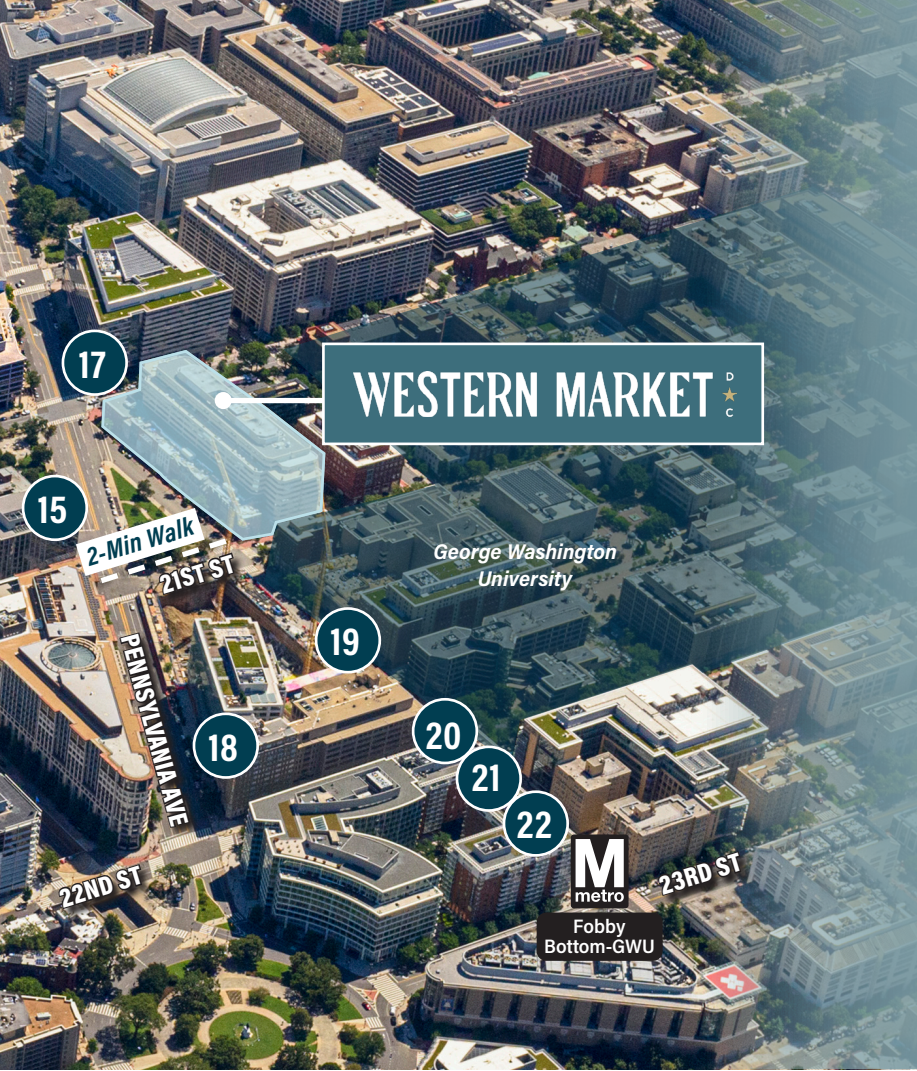 17
WESTERN MARKET
D
C
15
2-Min Walk
21ST ST
George Washington
University
PENNSYLVANIA AVE
19
18
20
21
22
22ND ST
23RD ST
M
metro
Fobby
Bottom-GWU